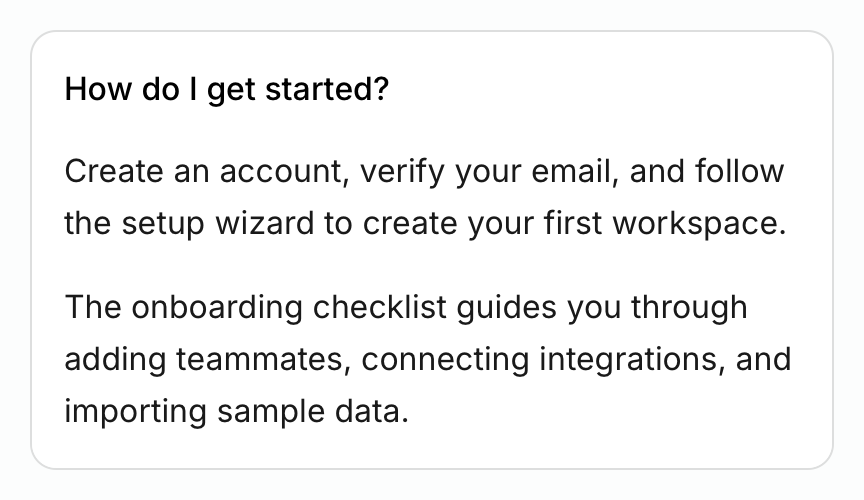 How do I get started?
Create an account, verify your email, and follow
the setup wizard to create your first workspace.
The onboarding checklist guides you through
adding teammates, connecting integrations, and
importing sample data.